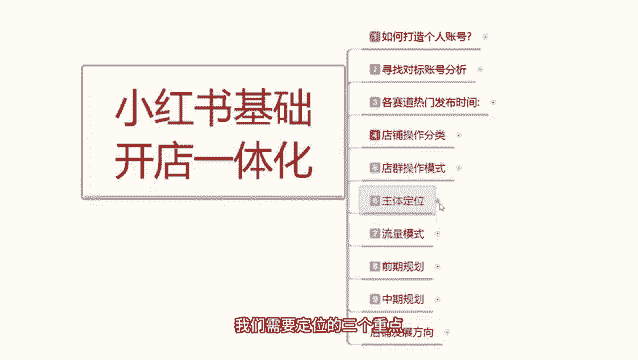 小红书基础
开店一体化
1 如何打造个人账号?
2 寻找对标账号分析
3 各赛道热门发布时间:
4 店铺操作分类
5 店群操作模式
6 主体定位
7 流量模式
8 前期规划
9 中期规划
店铺发展方向
我们需要定位的三个重点